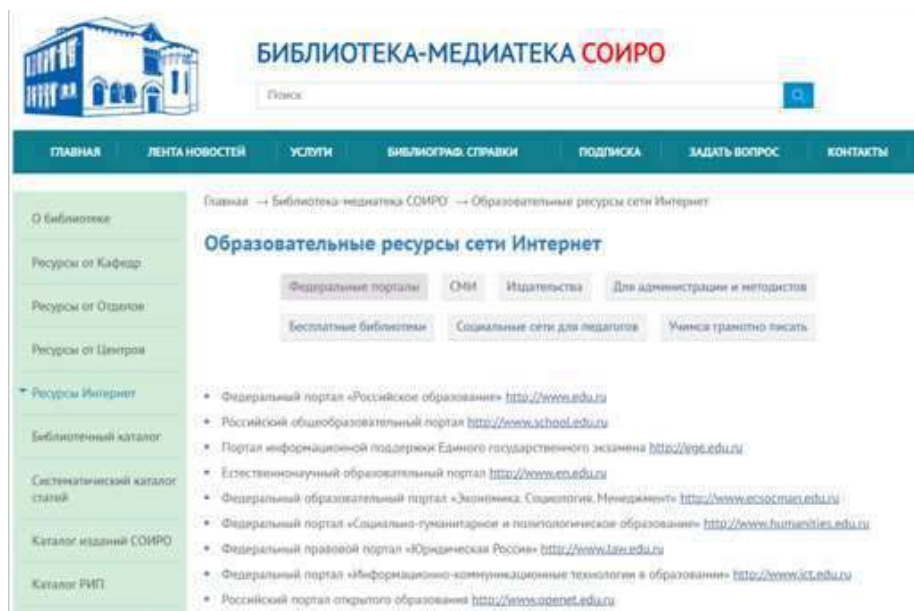 БИБЛИОТЕКА-МЕДИАТЕКА СОИРО
Поиск
ГЛАВНАЯ ЛЕНТА НОВОСТЕЙ УСЛУГИ БИБЛИОГРАФ. СПРАВКИ ПОДПИСКА ЗАДАТЬ ВОПРОС КОНТАКТЫ
О библиотеке
Ресурсы от Кафедр
Ресурсы от Отделов
Ресурсы от Центров
Ресурсы Интернет
Библиотечный каталог
Систематический каталог
статей
Каталог изданий СОИРО
Каталог РИП
Главная → Библиотека-медиатека СОИРО → Образовательные ресурсы сети Интернет
Образовательные ресурсы сети Интернет
Федеральные порталы СМИ Издательства Для администрации и методистов
Бесплатные библиотеки Социальные сети для педагогов Учимся грамотно писать
• Федеральный портал «Российское образование» http://www.edu.ru
• Российский общеобразовательный портал http://www.school.edu.ru
• Портал информационной поддержки Единого государственного экзамена http://ege.edu.ru
• Естественнонаучный образовательный портал http://www.en.edu.ru
• Федеральный образовательный портал «Экономика. Социология. Менеджмент» http://www.ecsocman.edu.ru
• Федеральный портал «Социально-гуманитарное и политологическое образование» http://www.humanities.edu.ru
• Федеральный правовой портал «Юридическая Россия» http://www.law.edu.ru
• Федеральный портал «Информационно-коммуникационные технологии в образовании» http://www.ict.edu.ru
• Российский портал открытого образования http://www.openet.edu.ru